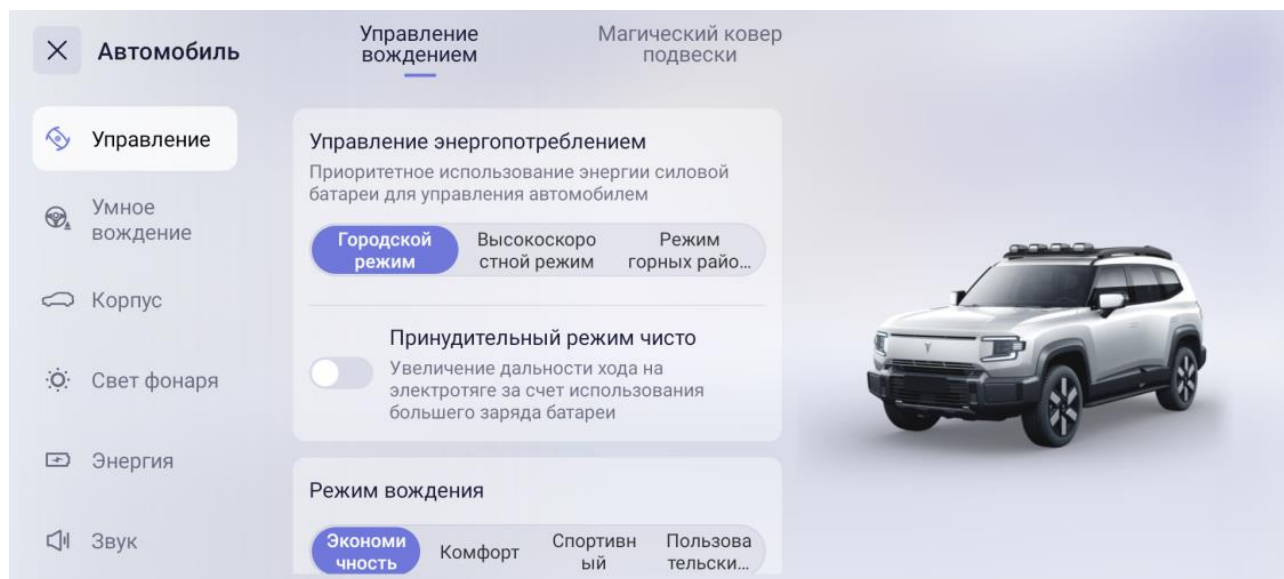 Автомобиль
Управление
вождением
Магический ковер
подвески
Управление
Умное
вождение
Корпус
Свет фонаря
Энергия
Звук
Управление энергопотреблением
Приоритетное использование энергии силовой
батареи для управления автомобилем
Городской
режим
Высокоскоро
стной режим
Режим
горных райо...
Принудительный режим чисто
Увеличение дальности хода на
электротяге за счет использования
большего заряда батареи
Режим вождения
Экономи
чность
Комфорт
Спортивн
ый
Пользова
тельски...